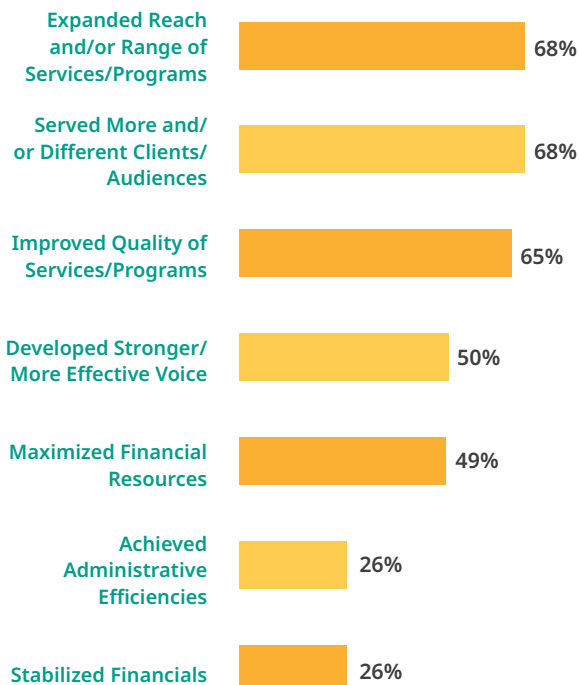 Expanded Reach
and/or Range of
Services/Programs
68%
Served More and/
or Different Clients/
Audiences
68%
Improved Quality of
Services/Programs
65%
Developed Stronger/
More Effective Voice
50%
Maximized Financial
Resources
49%
Achieved
Administrative
Efficiencies
26%
Stabilized Financials
26%